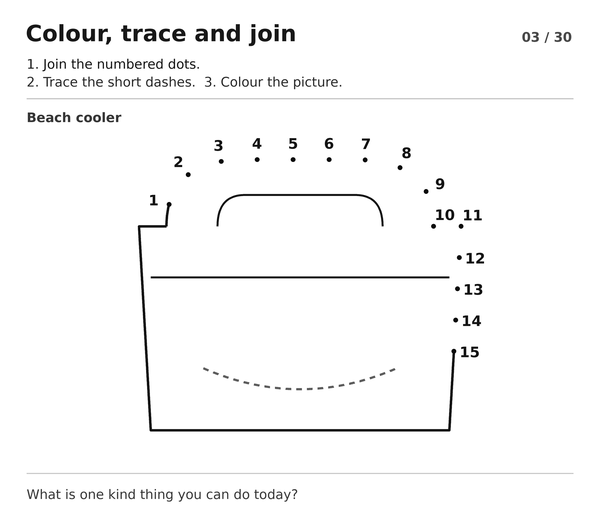 Colour, trace and join
03 / 30
1. Join the numbered dots.
2. Trace the short dashes.  3. Colour the picture.
Beach cooler
1
2
3
4
5
6
7
8
9
10
11
12
13
14
15
What is one kind thing you can do today?